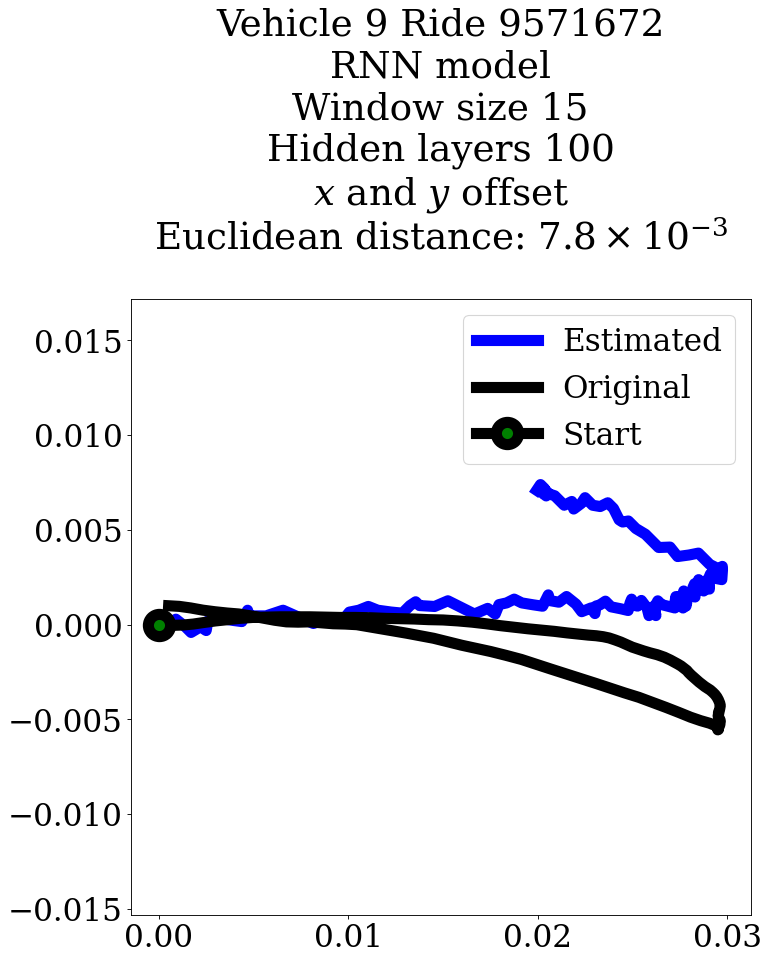 Vehicle 9 Ride 9571672
RNN model
Window size 15
Hidden layers 100
x and y offset
Euclidean distance: 7.8 × 10⁻³
Estimated
Original
Start
0.015
0.010
0.005
0.000
−0.005
−0.010
−0.015
0.00 0.01 0.02 0.03